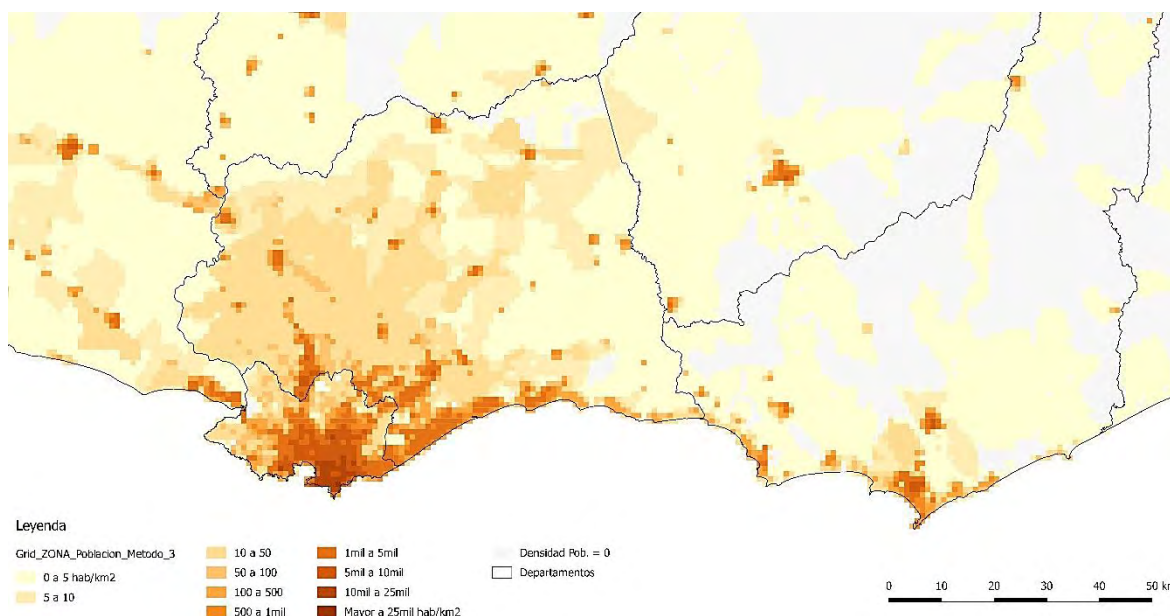 Leyenda
Grid_ZONA_Poblacion_Metodo_3
0 a 5 hab/km2
5 a 10
10 a 50
50 a 100
100 a 500
500 a 1mil
1mil a 5mil
5mil a 10mil
10mil a 25mil
Mayor a 25mil hab/km2
Densidad Pob. = 0
Departamentos
0 10 20 30 40 50 km